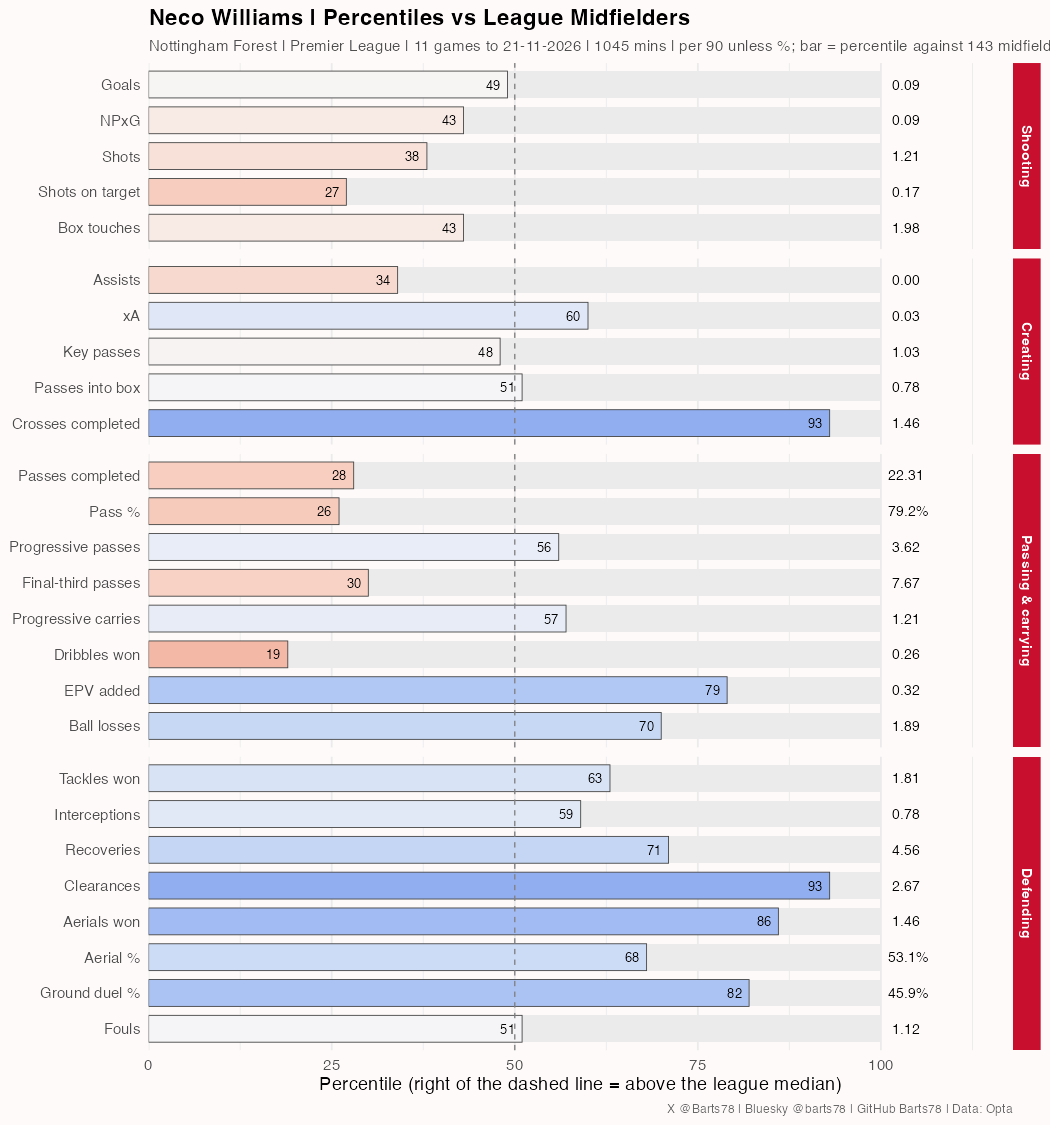 Neco Williams | Percentiles vs League Midfielders
Nottingham Forest | Premier League | 11 games to 21-11-2026 | 1045 mins | per 90 unless %; bar = percentile against 143 midfield
Shooting
Goals 49 0.09
NPxG 43 0.09
Shots 38 1.21
Shots on target 27 0.17
Box touches 43 1.98
Creating
Assists 34 0.00
xA 60 0.03
Key passes 48 1.03
Passes into box 51 0.78
Crosses completed 93 1.46
Passing & carrying
Passes completed 28 22.31
Pass % 26 79.2%
Progressive passes 56 3.62
Final-third passes 30 7.67
Progressive carries 57 1.21
Dribbles won 19 0.26
EPV added 79 0.32
Ball losses 70 1.89
Defending
Tackles won 63 1.81
Interceptions 59 0.78
Recoveries 71 4.56
Clearances 93 2.67
Aerials won 86 1.46
Aerial % 68 53.1%
Ground duel % 82 45.9%
Fouls 51 1.12
0 25 50 75 100
Percentile (right of the dashed line = above the league median)
X @Barts78 | Bluesky @barts78 | GitHub Barts78 | Data: Opta